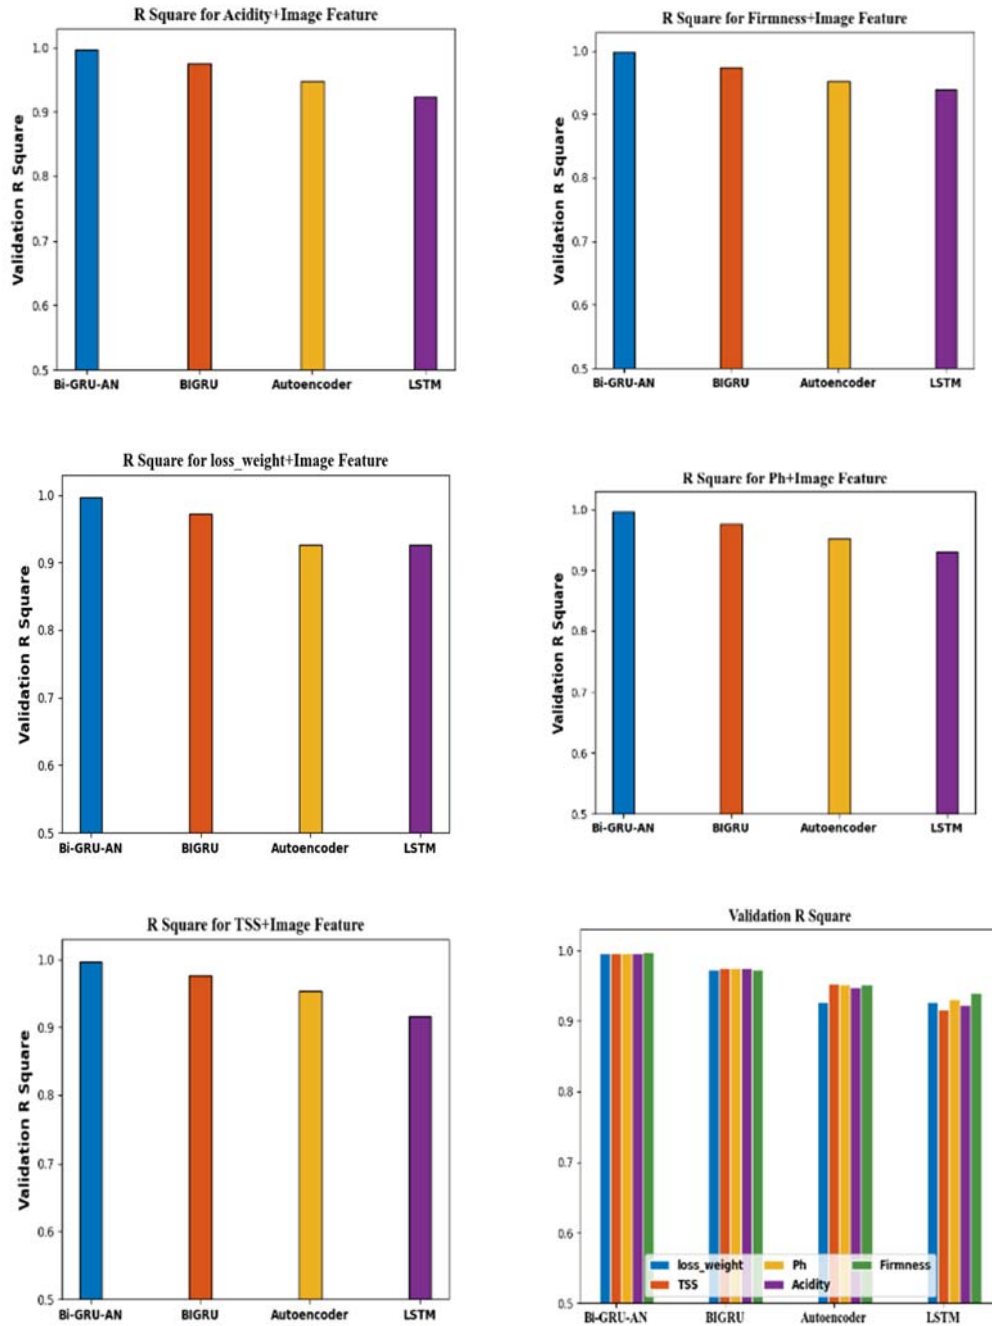 R Square for Acidity+Image Feature
Validation R Square
1.0
0.9
0.8
0.7
0.6
0.5
Bi-GRU-AN BIGRU Autoencoder LSTM
R Square for Firmness+Image Feature
Validation R Square
1.0
0.9
0.8
0.7
0.6
0.5
Bi-GRU-AN BIGRU Autoencoder LSTM
R Square for loss_weight+Image Feature
Validation R Square
1.0
0.9
0.8
0.7
0.6
0.5
Bi-GRU-AN BIGRU Autoencoder LSTM
R Square for Ph+Image Feature
Validation R Square
1.0
0.9
0.8
0.7
0.6
0.5
Bi-GRU-AN BIGRU Autoencoder LSTM
R Square for TSS+Image Feature
Validation R Square
1.0
0.9
0.8
0.7
0.6
0.5
Bi-GRU-AN BIGRU Autoencoder LSTM
Validation R Square
1.0
0.9
0.8
0.7
0.6
0.5
loss_weight Ph Firmness
TSS Acidity
Bi-GRU-AN BIGRU Autoencoder LSTM